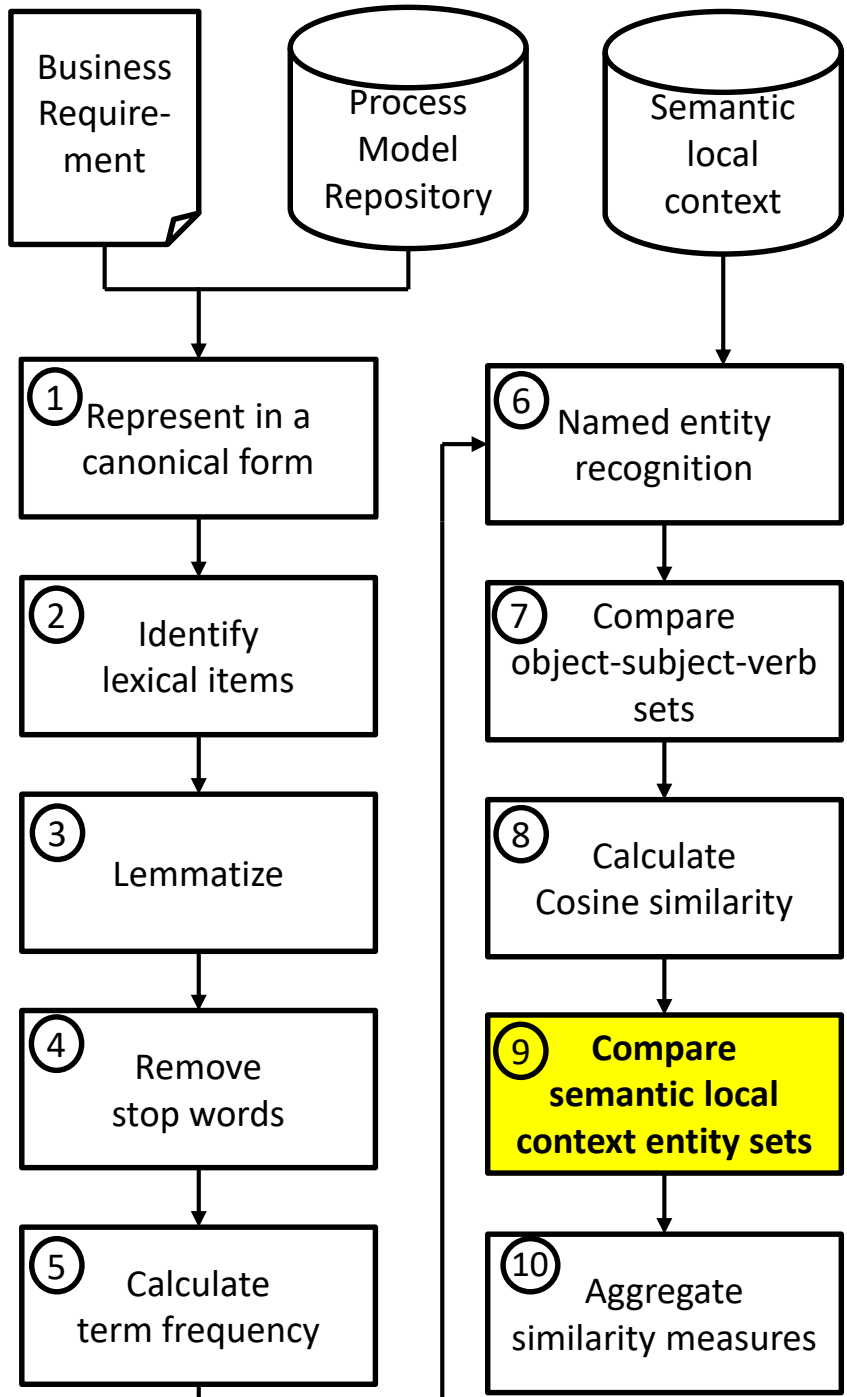 Business
Require-
ment
Process
Model
Repository
Semantic
local
context
1
Represent in a
canonical form
2
Identify
lexical items
3
Lemmatize
4
Remove
stop words
5
Calculate
term frequency
6
Named entity
recognition
7
Compare
object-subject-verb
sets
8
Calculate
Cosine similarity
9
Compare
semantic local
context entity sets
10
Aggregate
similarity measures